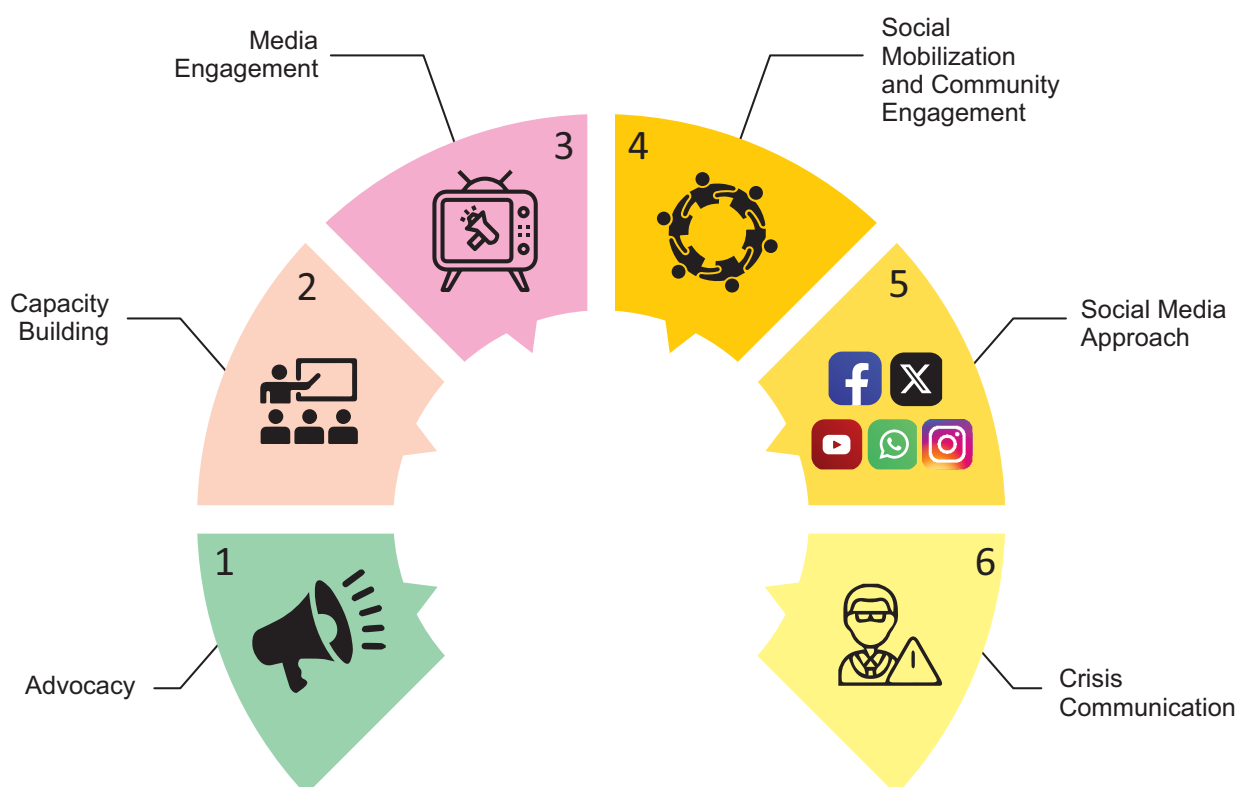 Media
Engagement
3
Social
Mobilization
and Community
Engagement
4
Capacity
Building
2
5
Social Media
Approach
1
Advocacy
6
Crisis
Communication